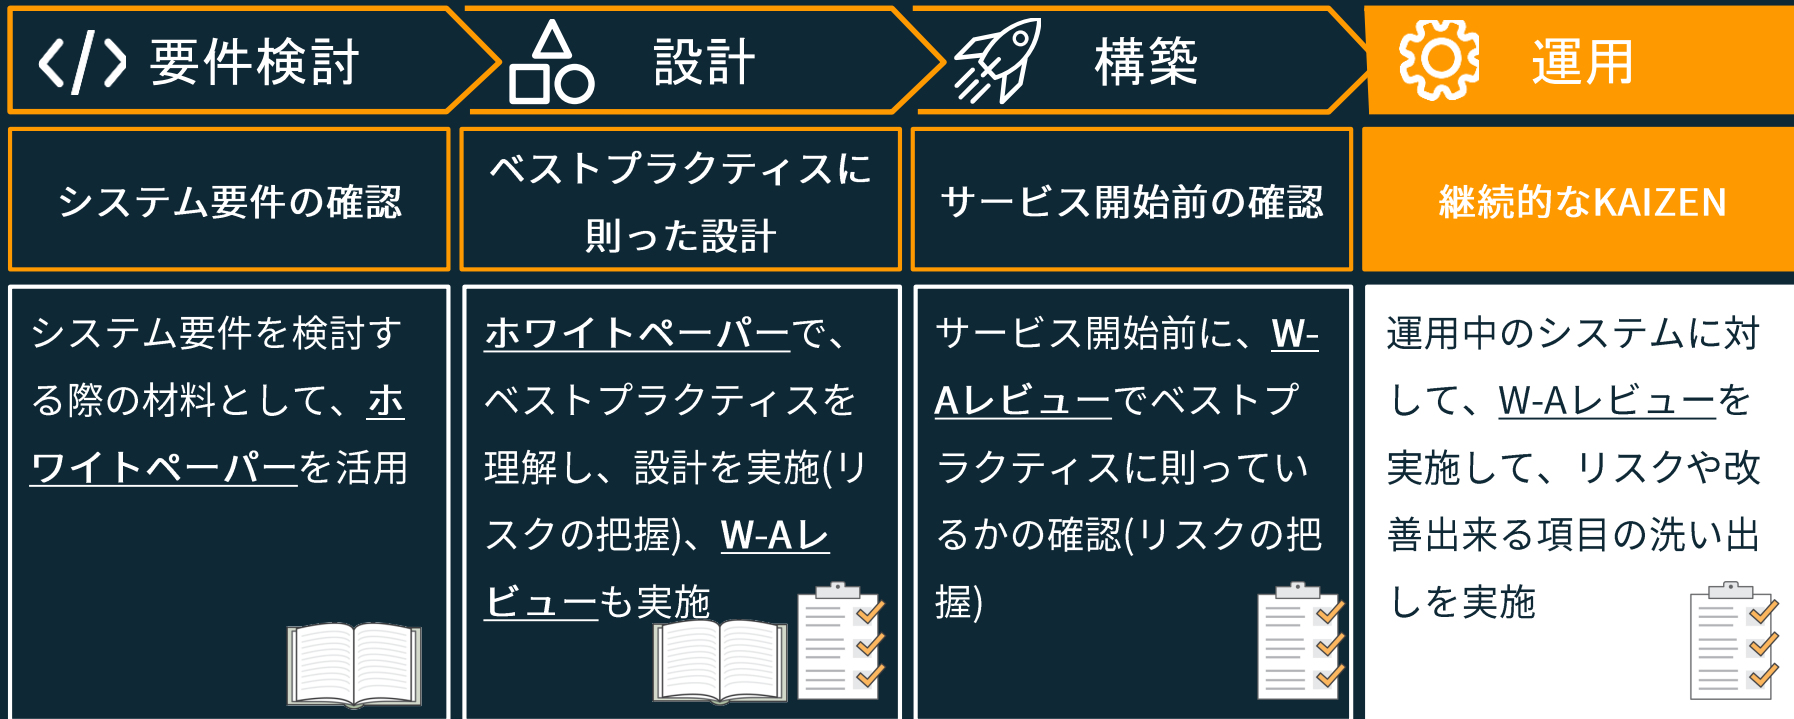 要件検討
設計
構築
運用
システム要件の確認
ベストプラクティスに
則った設計
サービス開始前の確認
継続的なKAIZEN
システム要件を検討す
る際の材料として、ホ
ワイトペーパーを活用
ホワイトペーパーで、
ベストプラクティスを
理解し、設計を実施(リ
スクの把握)、W-Aレ
ビューも実施
サービス開始前に、W-
Aレビューでベストプ
ラクティスに則ってい
るかの確認(リスクの把
握)
運用中のシステムに対
して、W-Aレビューを
実施して、リスクや改
善出来る項目の洗い出
しを実施